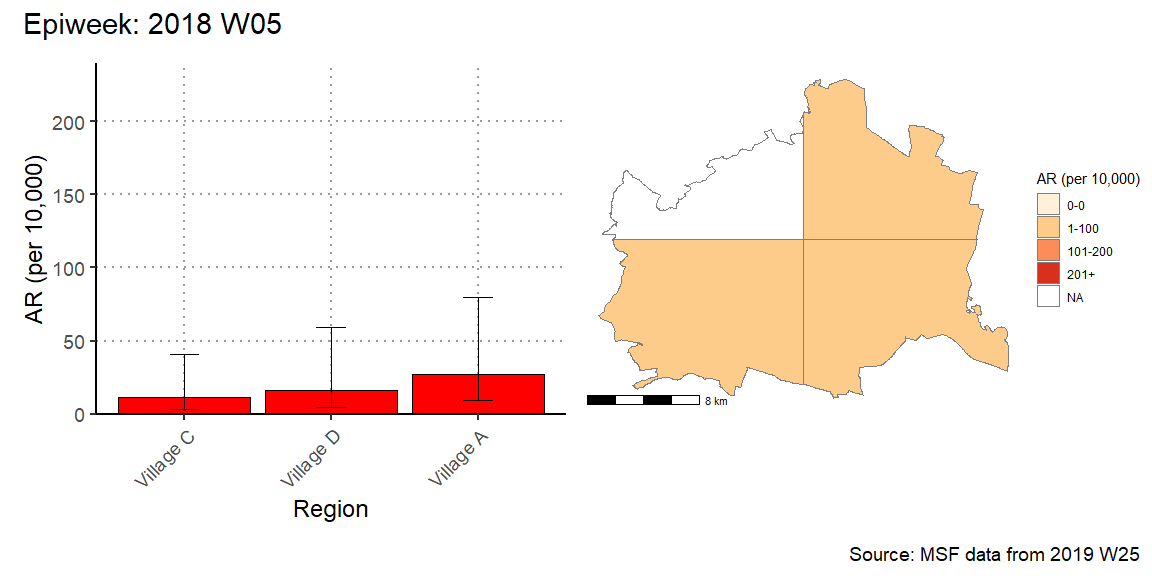 Epiweek: 2018 W05
AR (per 10,000)
200
150
100
50
0
Village C
Village D
Village A
Region
8 km
AR (per 10,000)
0-0
1-100
101-200
201+
NA
Source: MSF data from 2019 W25